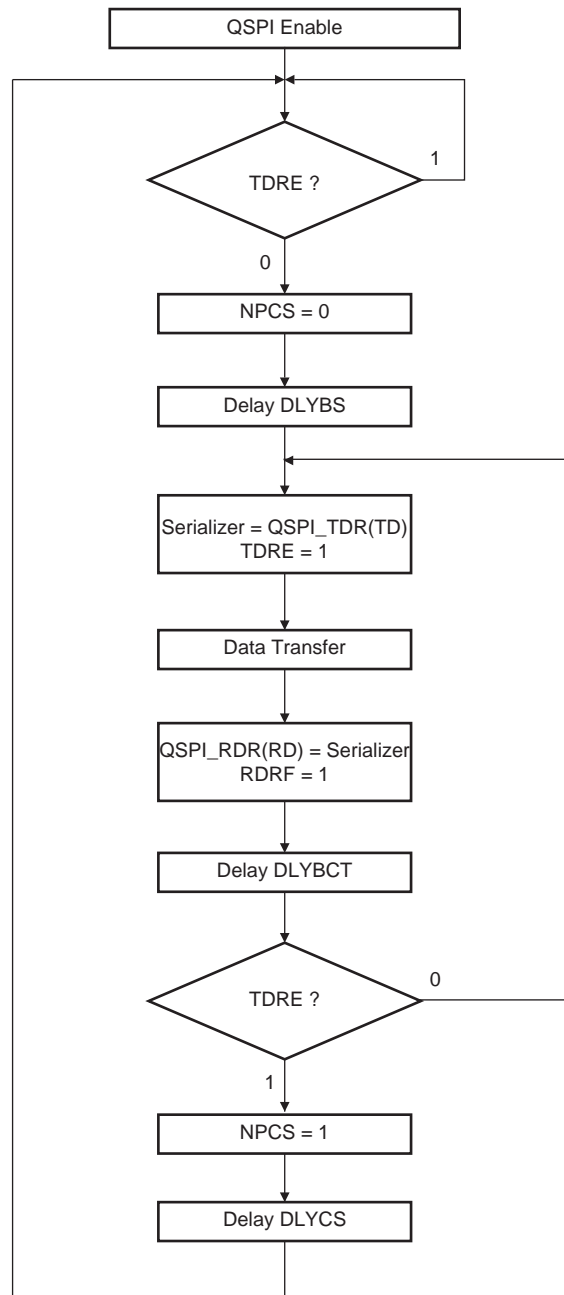 QSPI Enable
TDRE ?
1
0
NPCS = 0
Delay DLYBS
Serializer = QSPI_TDR(TD)
TDRE = 1
Data Transfer
QSPI_RDR(RD) = Serializer
RDRF = 1
Delay DLYBCT
TDRE ?
0
1
NPCS = 1
Delay DLYCS